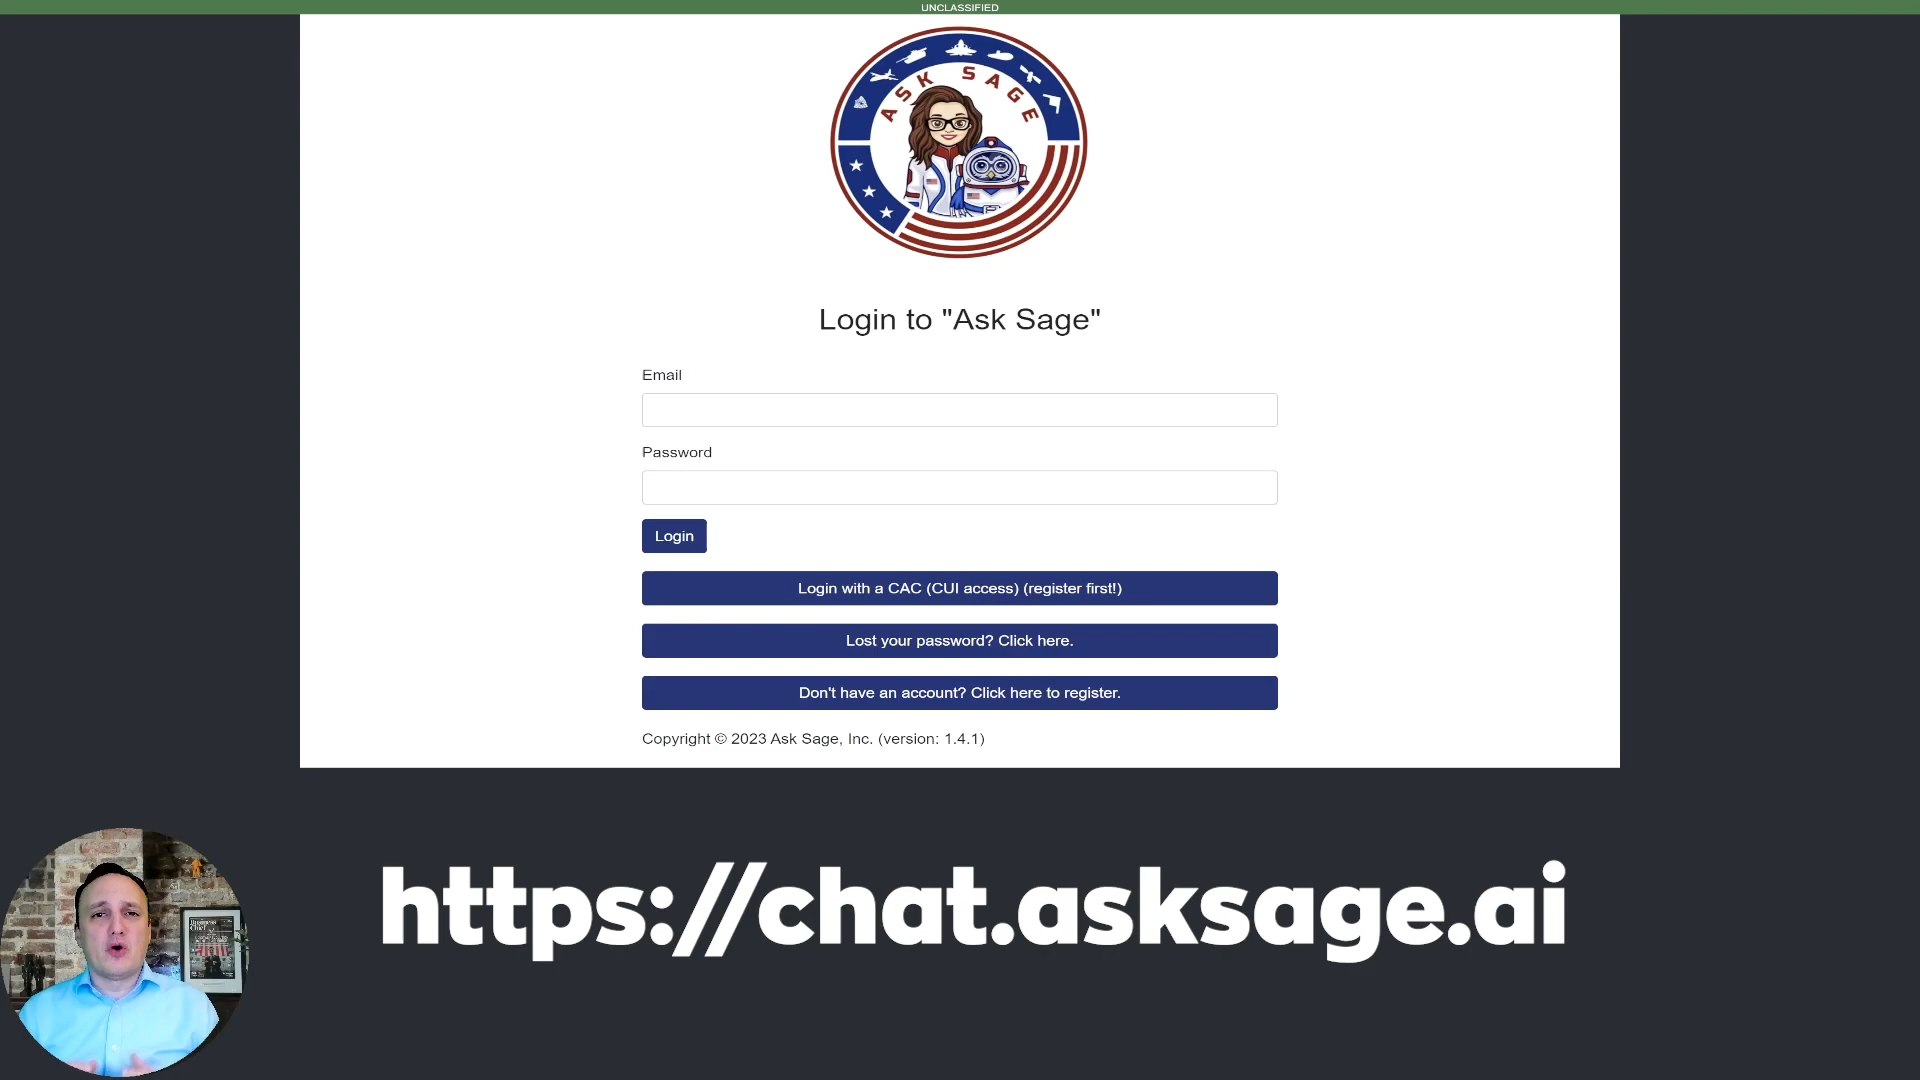 UNCLASSIFIED
ASK SAGE
Login to "Ask Sage"
Email
Password
Login
Login with a CAC (CUI access) (register first!)
Lost your password? Click here.
Don't have an account? Click here to register.
Copyright © 2023 Ask Sage, Inc. (version: 1.4.1)
https://chat.asksage.ai